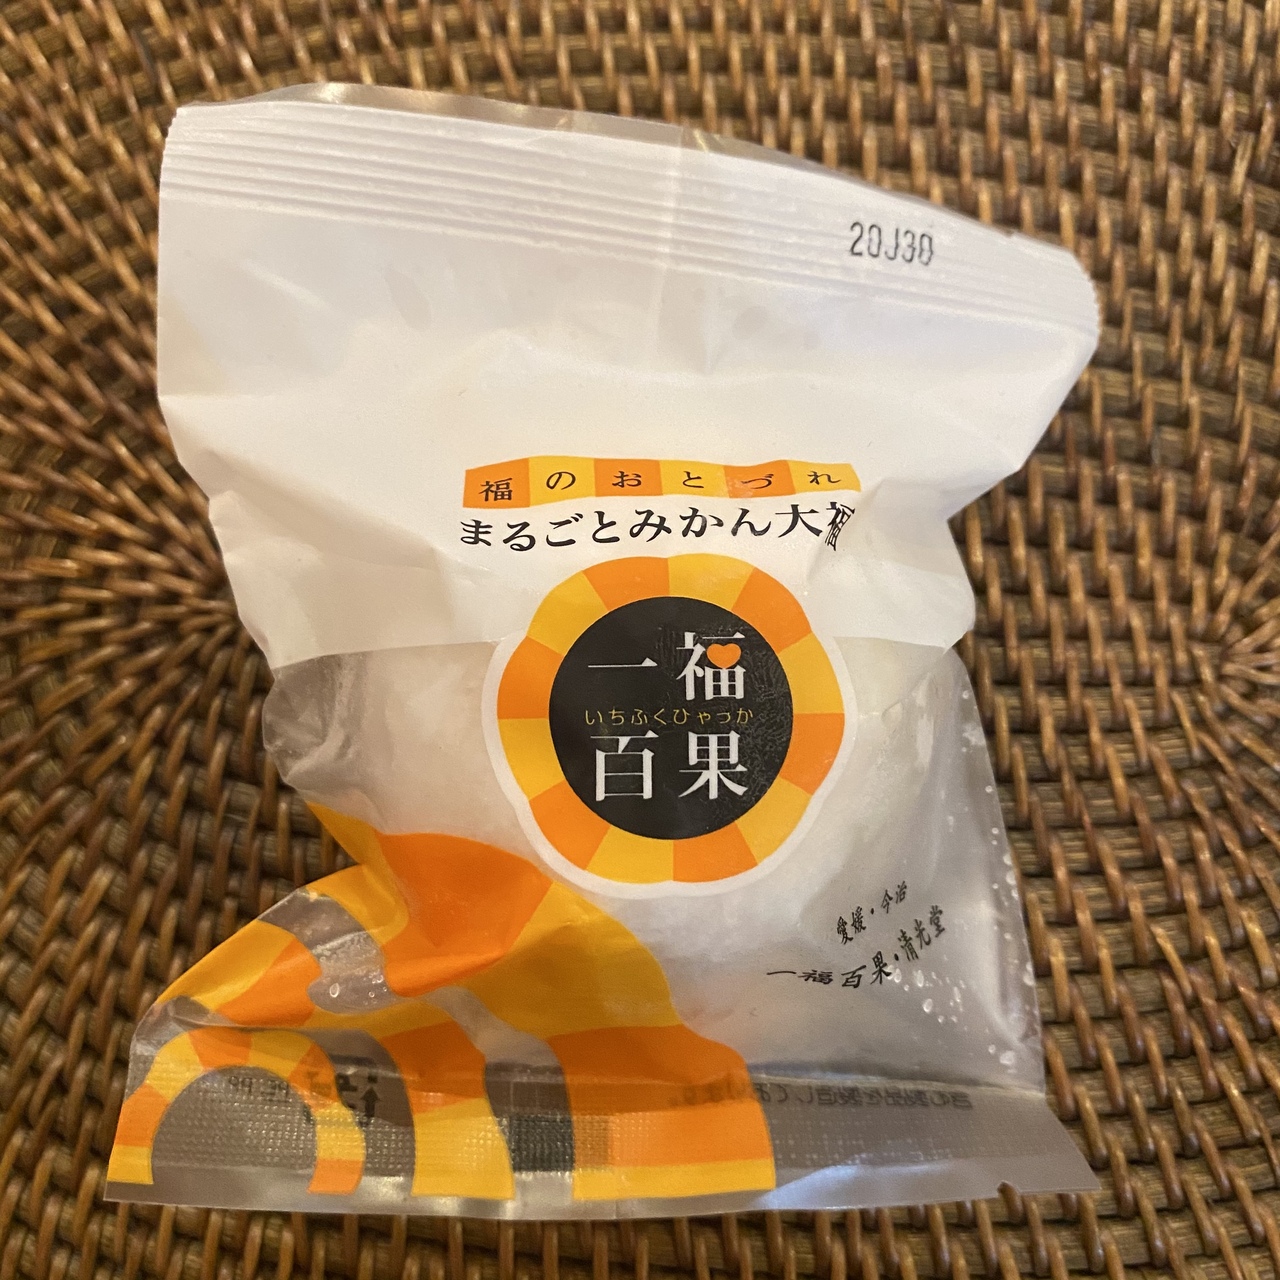 20J30
福のおとづれ
まるごとみかん大福
一福
いちふくひゃっか
百果
愛媛・今治
一福百果・清光堂